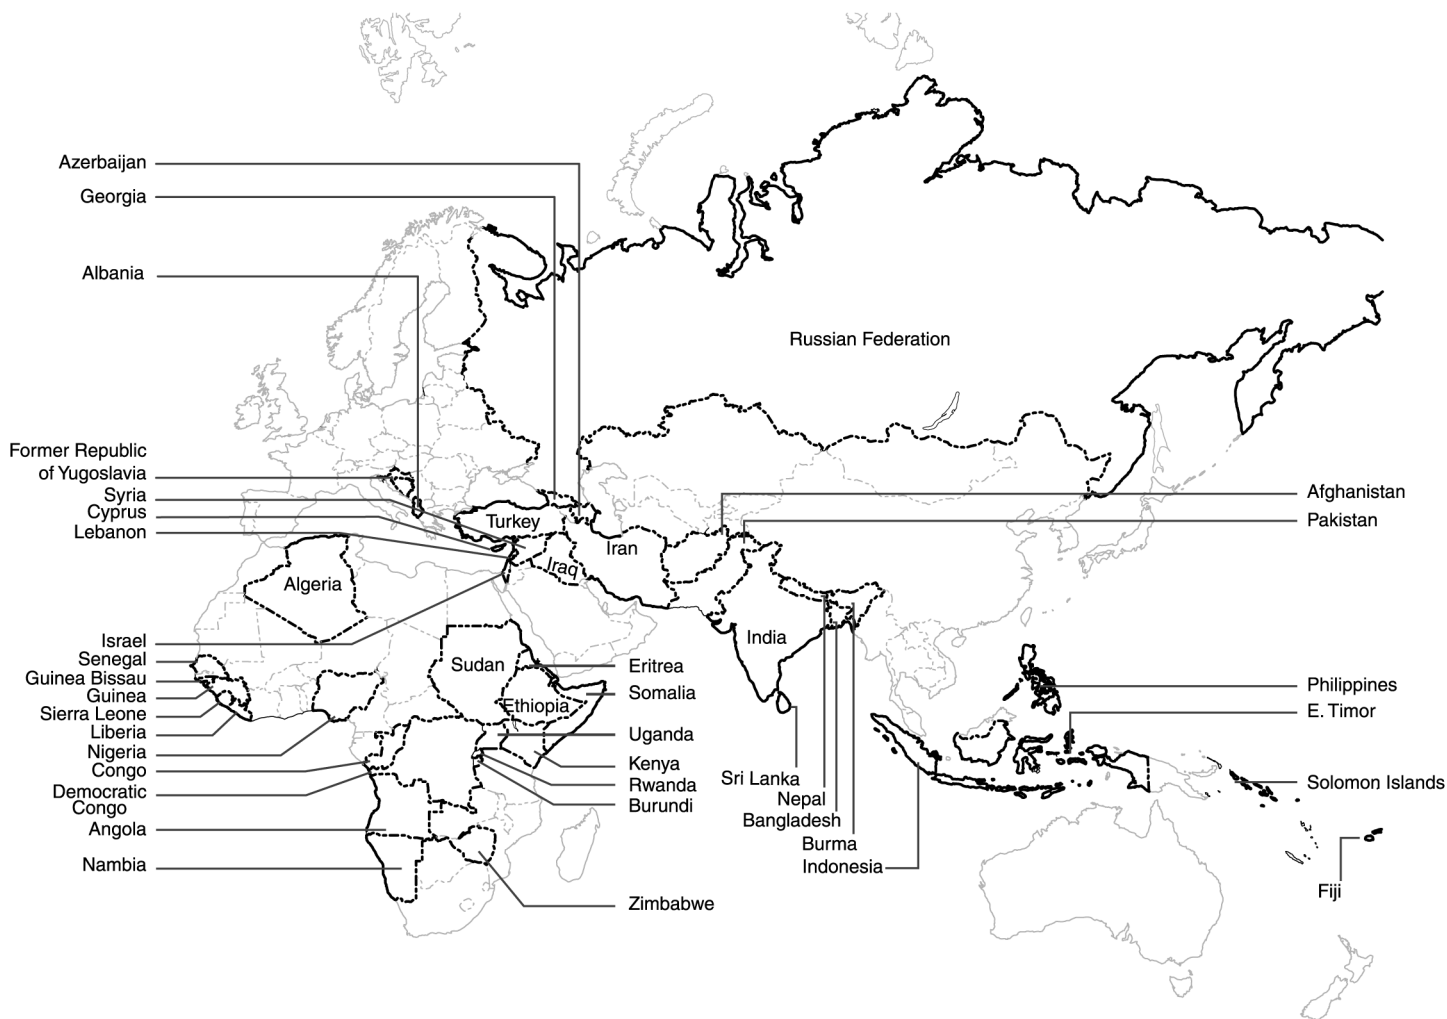 Azerbaijan
Georgia
Albania
Russian Federation
Former Republic
of Yugoslavia
Syria
Cyprus
Lebanon
Turkey
Iran
Iraq
Afghanistan
Pakistan
Algeria
India
Israel
Senegal
Guinea Bissau
Guinea
Sierra Leone
Liberia
Nigeria
Congo
Democratic
Congo
Angola
Nambia
Sudan
Ethiopia
Eritrea
Somalia
Uganda
Kenya
Rwanda
Burundi
Zimbabwe
Sri Lanka
Nepal
Bangladesh
Burma
Indonesia
Philippines
E. Timor
Solomon Islands
Fiji